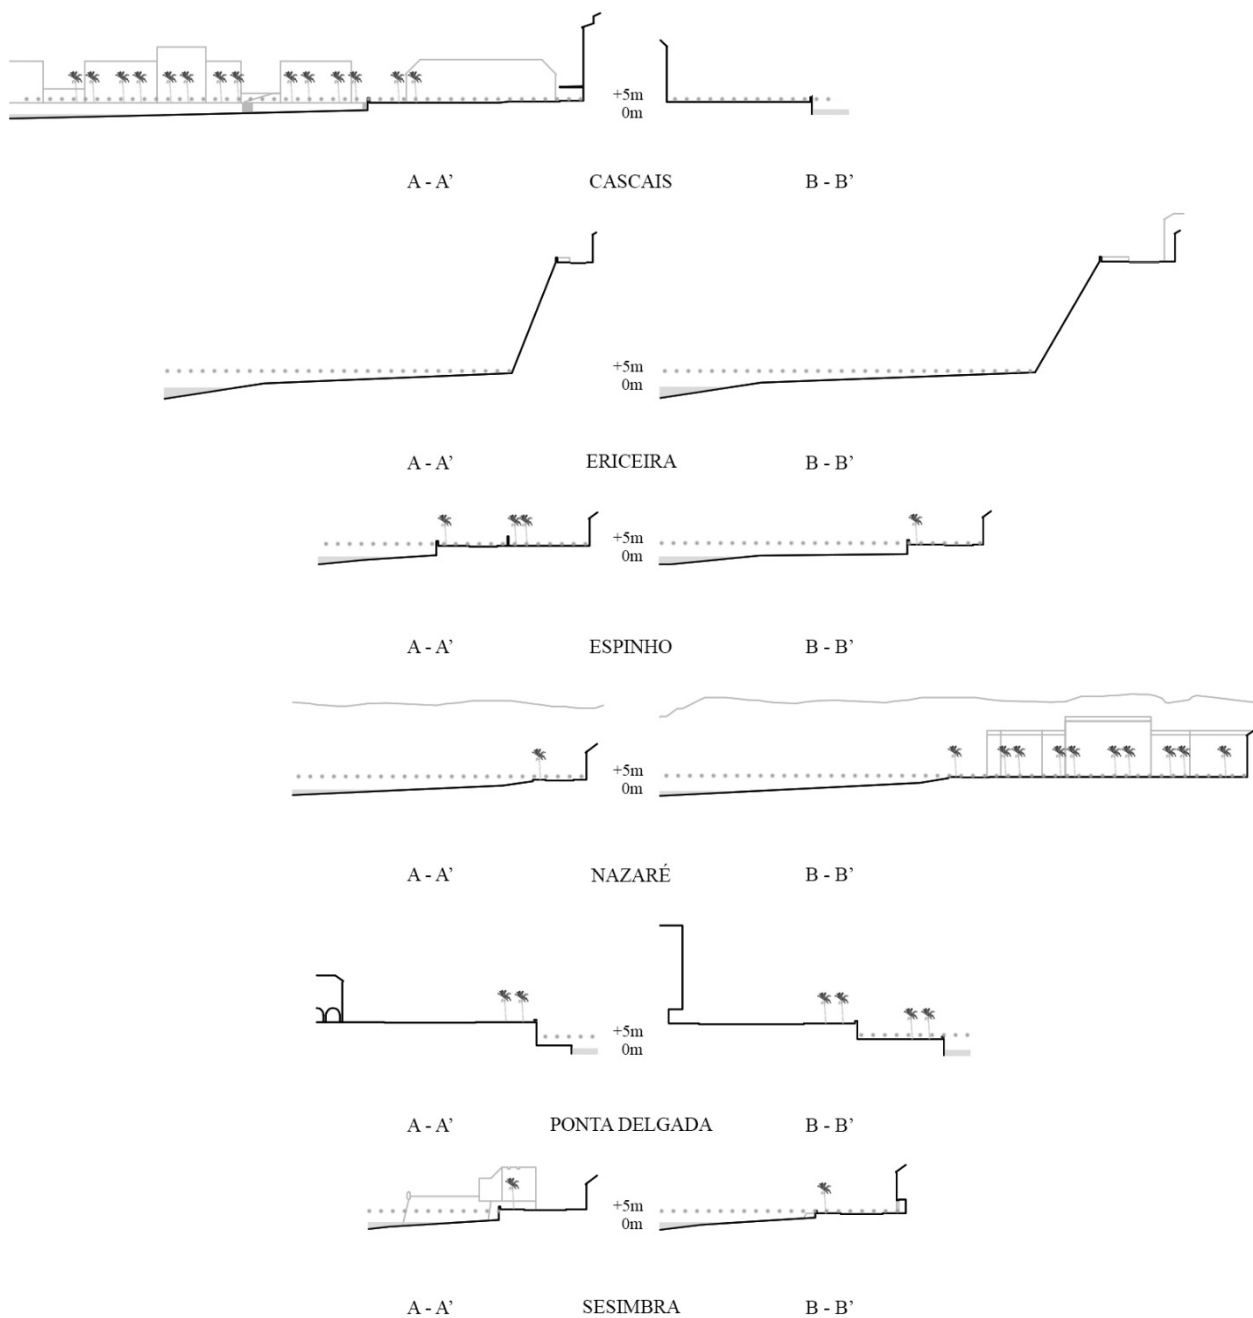 +5m
0m
A - A’ CASCAIS B - B’
+5m
0m
A - A’ ERICEIRA B - B’
+5m
0m
A - A’ ESPINHO B - B’
+5m
0m
A - A’ NAZARÉ B - B’
+5m
0m
A - A’ PONTA DELGADA B - B’
+5m
0m
A - A’ SESIMBRA B - B’